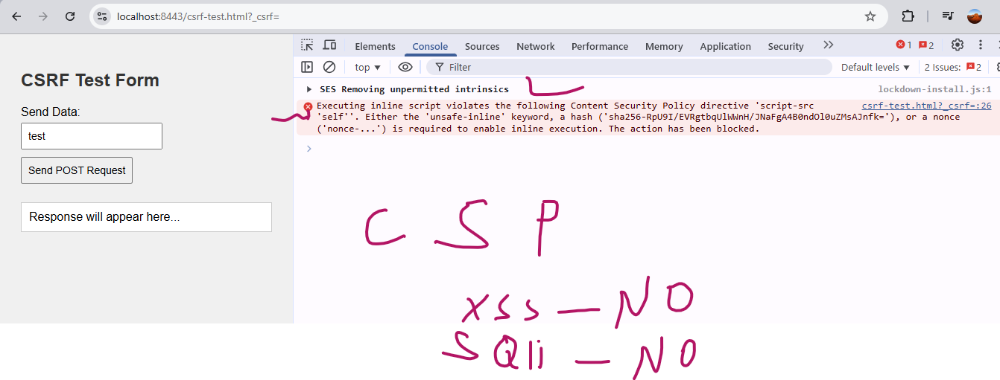 localhost:8443/csrf-test.html?_csrf=
Elements Console Sources Network Performance Memory Application Security 1 2
top Filter Default levels 2 Issues: 2
SES Removing unpermitted intrinsics lockdown-install.js:1
Executing inline script violates the following Content Security Policy directive 'script-src csrf-test.html?_csrf=:26
'self''. Either the 'unsafe-inline' keyword, a hash ('sha256-RpU9I/EVRgtbqUlWWnH/JNaFgA4B0ndOl0uZMsAJnfk='), or a nonce
('nonce-...') is required to enable inline execution. The action has been blocked.
CSRF Test Form
Send Data:
test
Send POST Request
Response will appear here...
C S P
XSS — NO
SQli — NO